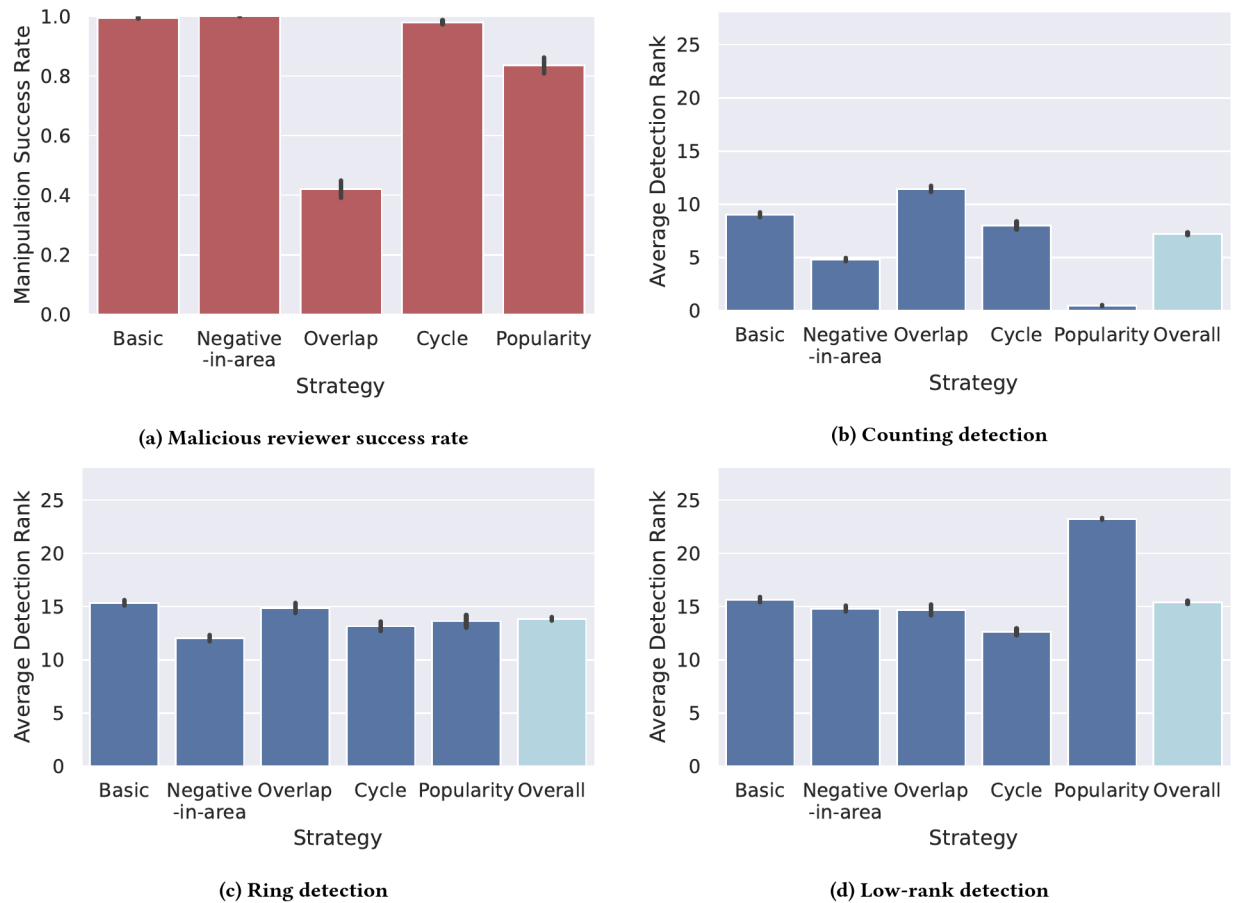 Manipulation Success Rate
1.0
0.8
0.6
0.4
0.2
0.0
Basic
Negative
-in-area
Overlap
Cycle
Popularity
Strategy
(a) Malicious reviewer success rate
Average Detection Rank
25
20
15
10
5
0
Basic
Negative
-in-area
Overlap
Cycle
Popularity
Overall
Strategy
(b) Counting detection
Average Detection Rank
25
20
15
10
5
0
Basic
Negative
-in-area
Overlap
Cycle
Popularity
Overall
Strategy
(c) Ring detection
Average Detection Rank
25
20
15
10
5
0
Basic
Negative
-in-area
Overlap
Cycle
Popularity
Overall
Strategy
(d) Low-rank detection